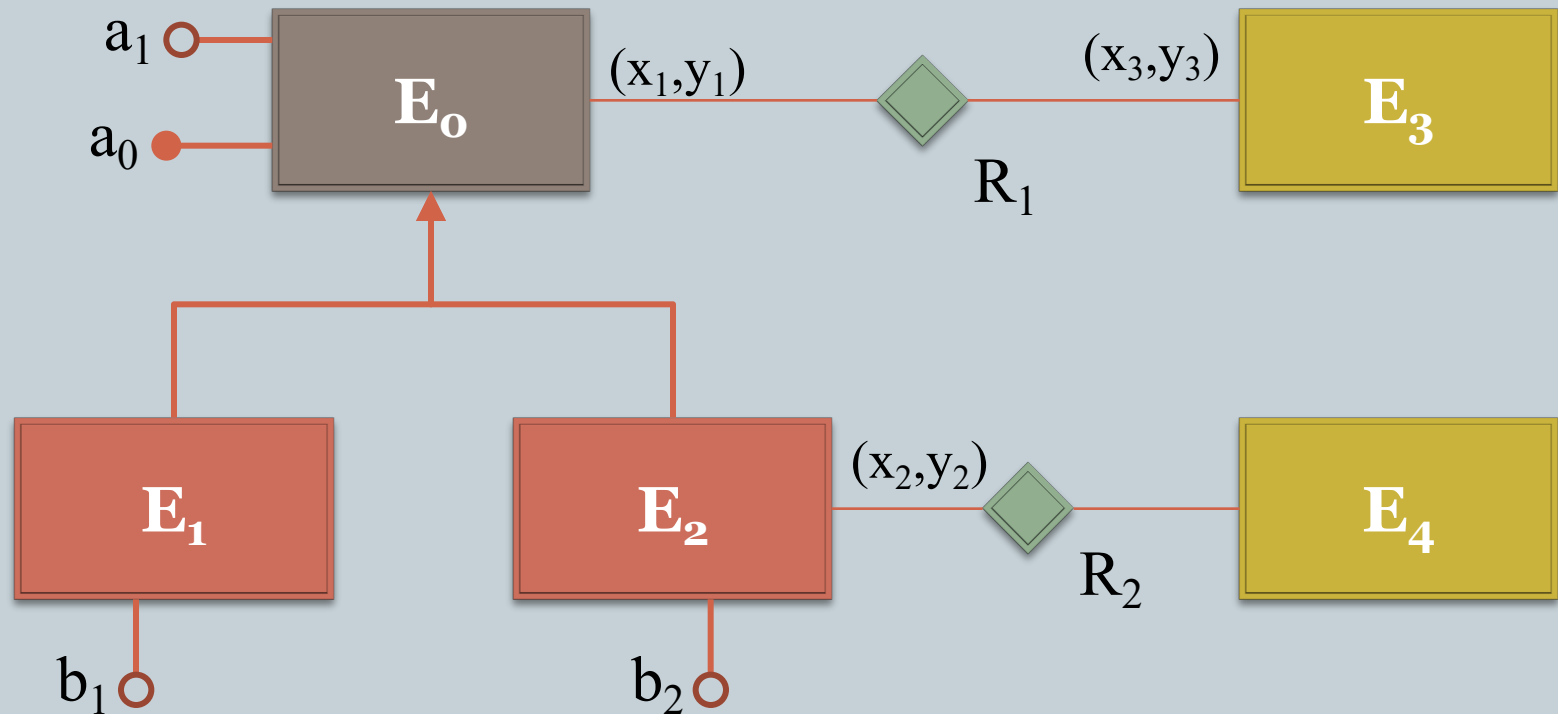 a₁
E₀
(x₁,y₁)
(x₃,y₃)
E₃
a₀
R₁
E₁
E₂
(x₂,y₂)
E₄
R₂
b₁
b₂